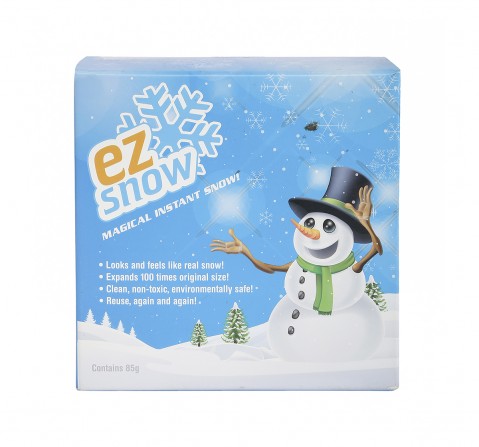 ez
snow
MAGICAL INSTANT SNOW!
• Looks and feels like real snow!
• Expands 100 times original size!
• Clean, non-toxic, environmentally safe!
• Reuse, again and again!
Contains 85g